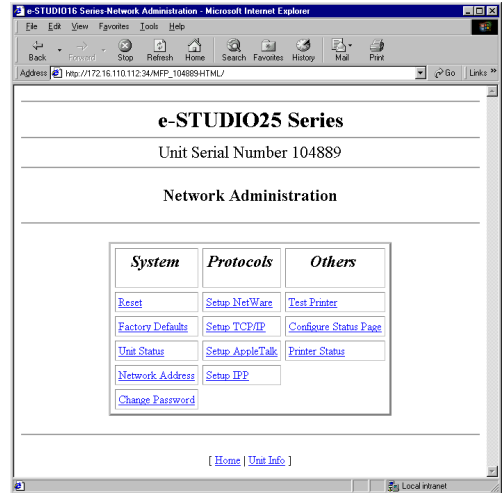 e-STUDIO16 Series-Network Administration - Microsoft Internet Explorer
File Edit View Favorites Tools Help
Back Forward Stop Refresh Home Search Favorites History Mail Print
Address http://172.16.110.112:34/MFP_104889-HTML/ Go Links »
e-STUDIO25 Series
Unit Serial Number 104889
Network Administration
System Protocols Others
Reset Setup NetWare Test Printer
Factory Defaults Setup TCP/IP Configure Status Page
Unit Status Setup AppleTalk Printer Status
Network Address Setup IPP
Change Password
[ Home | Unit Info ]
Local intranet